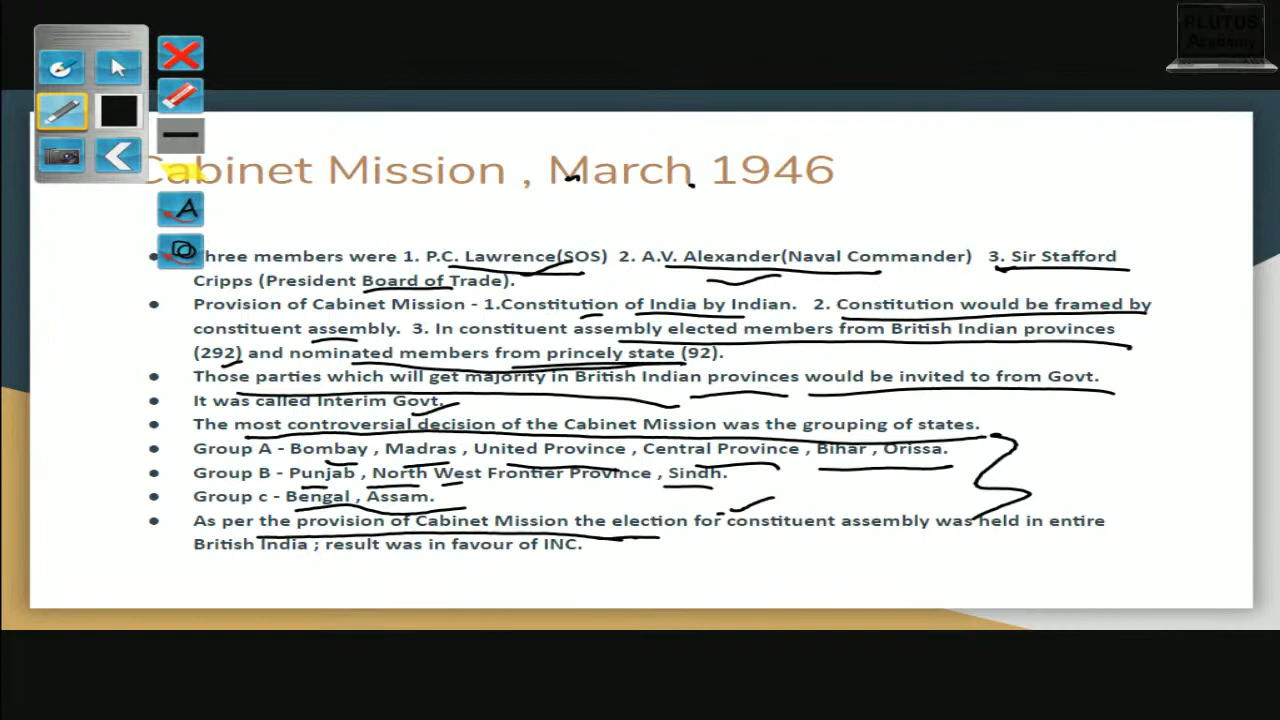 PLUTUS
Academy
Cabinet Mission , March 1946
Three members were 1. P.C. Lawrence(SOS) 2. A.V. Alexander(Naval Commander) 3. Sir Stafford
Cripps (President Board of Trade).
Provision of Cabinet Mission - 1.Constitution of India by Indian. 2. Constitution would be framed by
constituent assembly. 3. In constituent assembly elected members from British Indian provinces
(292) and nominated members from princely state (92).
Those parties which will get majority in British Indian provinces would be invited to from Govt.
It was called Interim Govt.
The most controversial decision of the Cabinet Mission was the grouping of states.
Group A - Bombay , Madras , United Province , Central Province , Bihar , Orissa.
Group B - Punjab , North West Frontier Province , Sindh.
Group c - Bengal , Assam.
As per the provision of Cabinet Mission the election for constituent assembly was held in entire
British India ; result was in favour of INC.